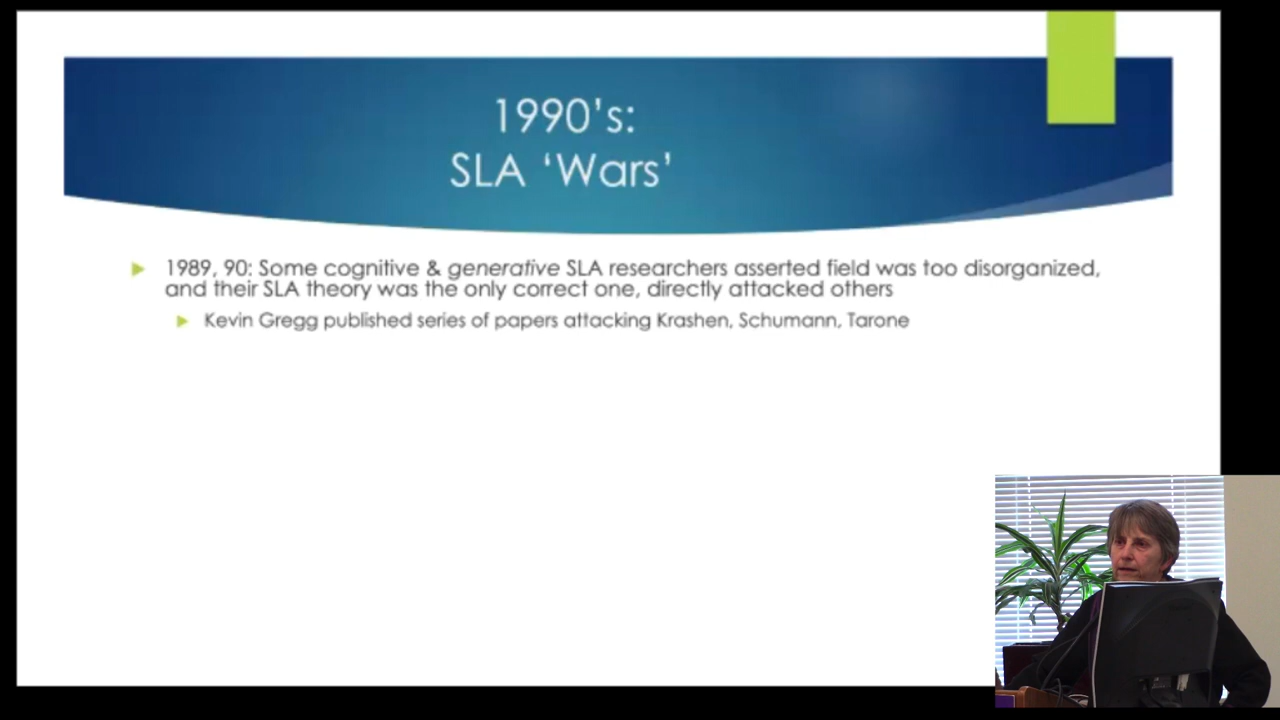 1990's:
SLA ‘Wars’
1989, 90: Some cognitive & generative SLA researchers asserted field was too disorganized,
and their SLA theory was the only correct one, directly attacked others
Kevin Gregg published series of papers attacking Krashen, Schumann, Tarone